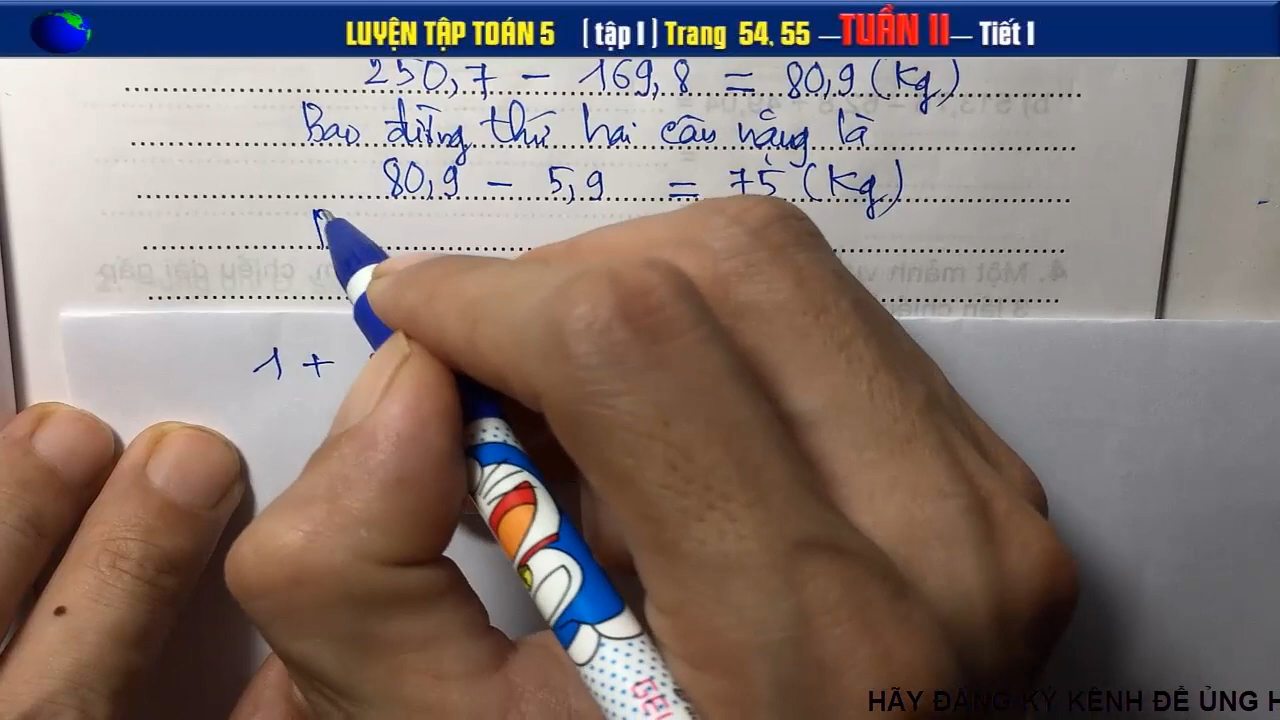 LUYỆN TẬP TOÁN 5 [ tập I ] Trang 54, 55 —TUẦN II— Tiết I
250,7 - 169,8 = 80,9 (Kg)
Bao đường thứ hai cân nặng là
80,9 - 5,9 = 75 (Kg)
1 +
HÃY ĐĂNG KÝ KÊNH ĐỂ ỦNG H